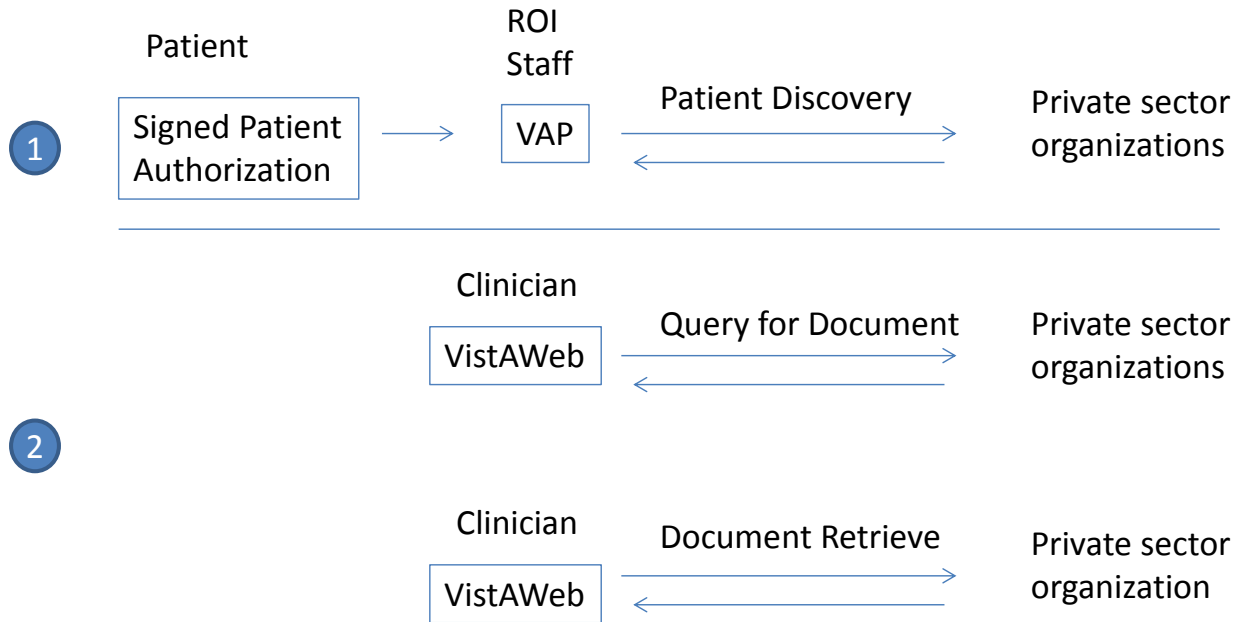 Patient
ROI
Staff
1
Signed Patient
Authorization
VAP
Patient Discovery
Private sector
organizations
2
Clinician
VistAWeb
Query for Document
Private sector
organizations
Clinician
VistAWeb
Document Retrieve
Private sector
organization